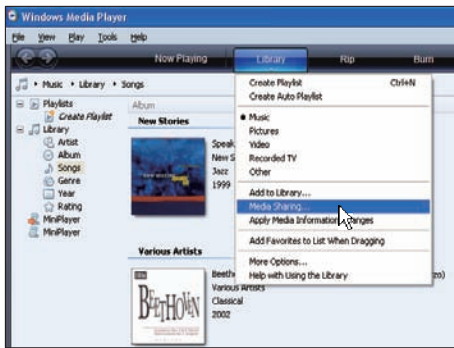 Windows Media Player
File View Play Tools Help
Now Playing Library Rip Burn
Music • Library • Songs
Create Playlist Ctrl+N
Create Auto Playlist
Music
Pictures
Video
Recorded TV
Other
Add to Library...
Media Sharing...
Apply Media Information Changes
Add Favorites to List When Dragging
More Options...
Help with Using the Library
Playlists
Create Playlist
Library
Artist
Album
Songs
Genre
Year
Rating
MiniPlayer
MiniPlayer
Album
New Stories
Speak
New S
Jazz
1999
Various Artists
BEETHOVEN
Beeth
zo)
Various Artists
Classical
2002